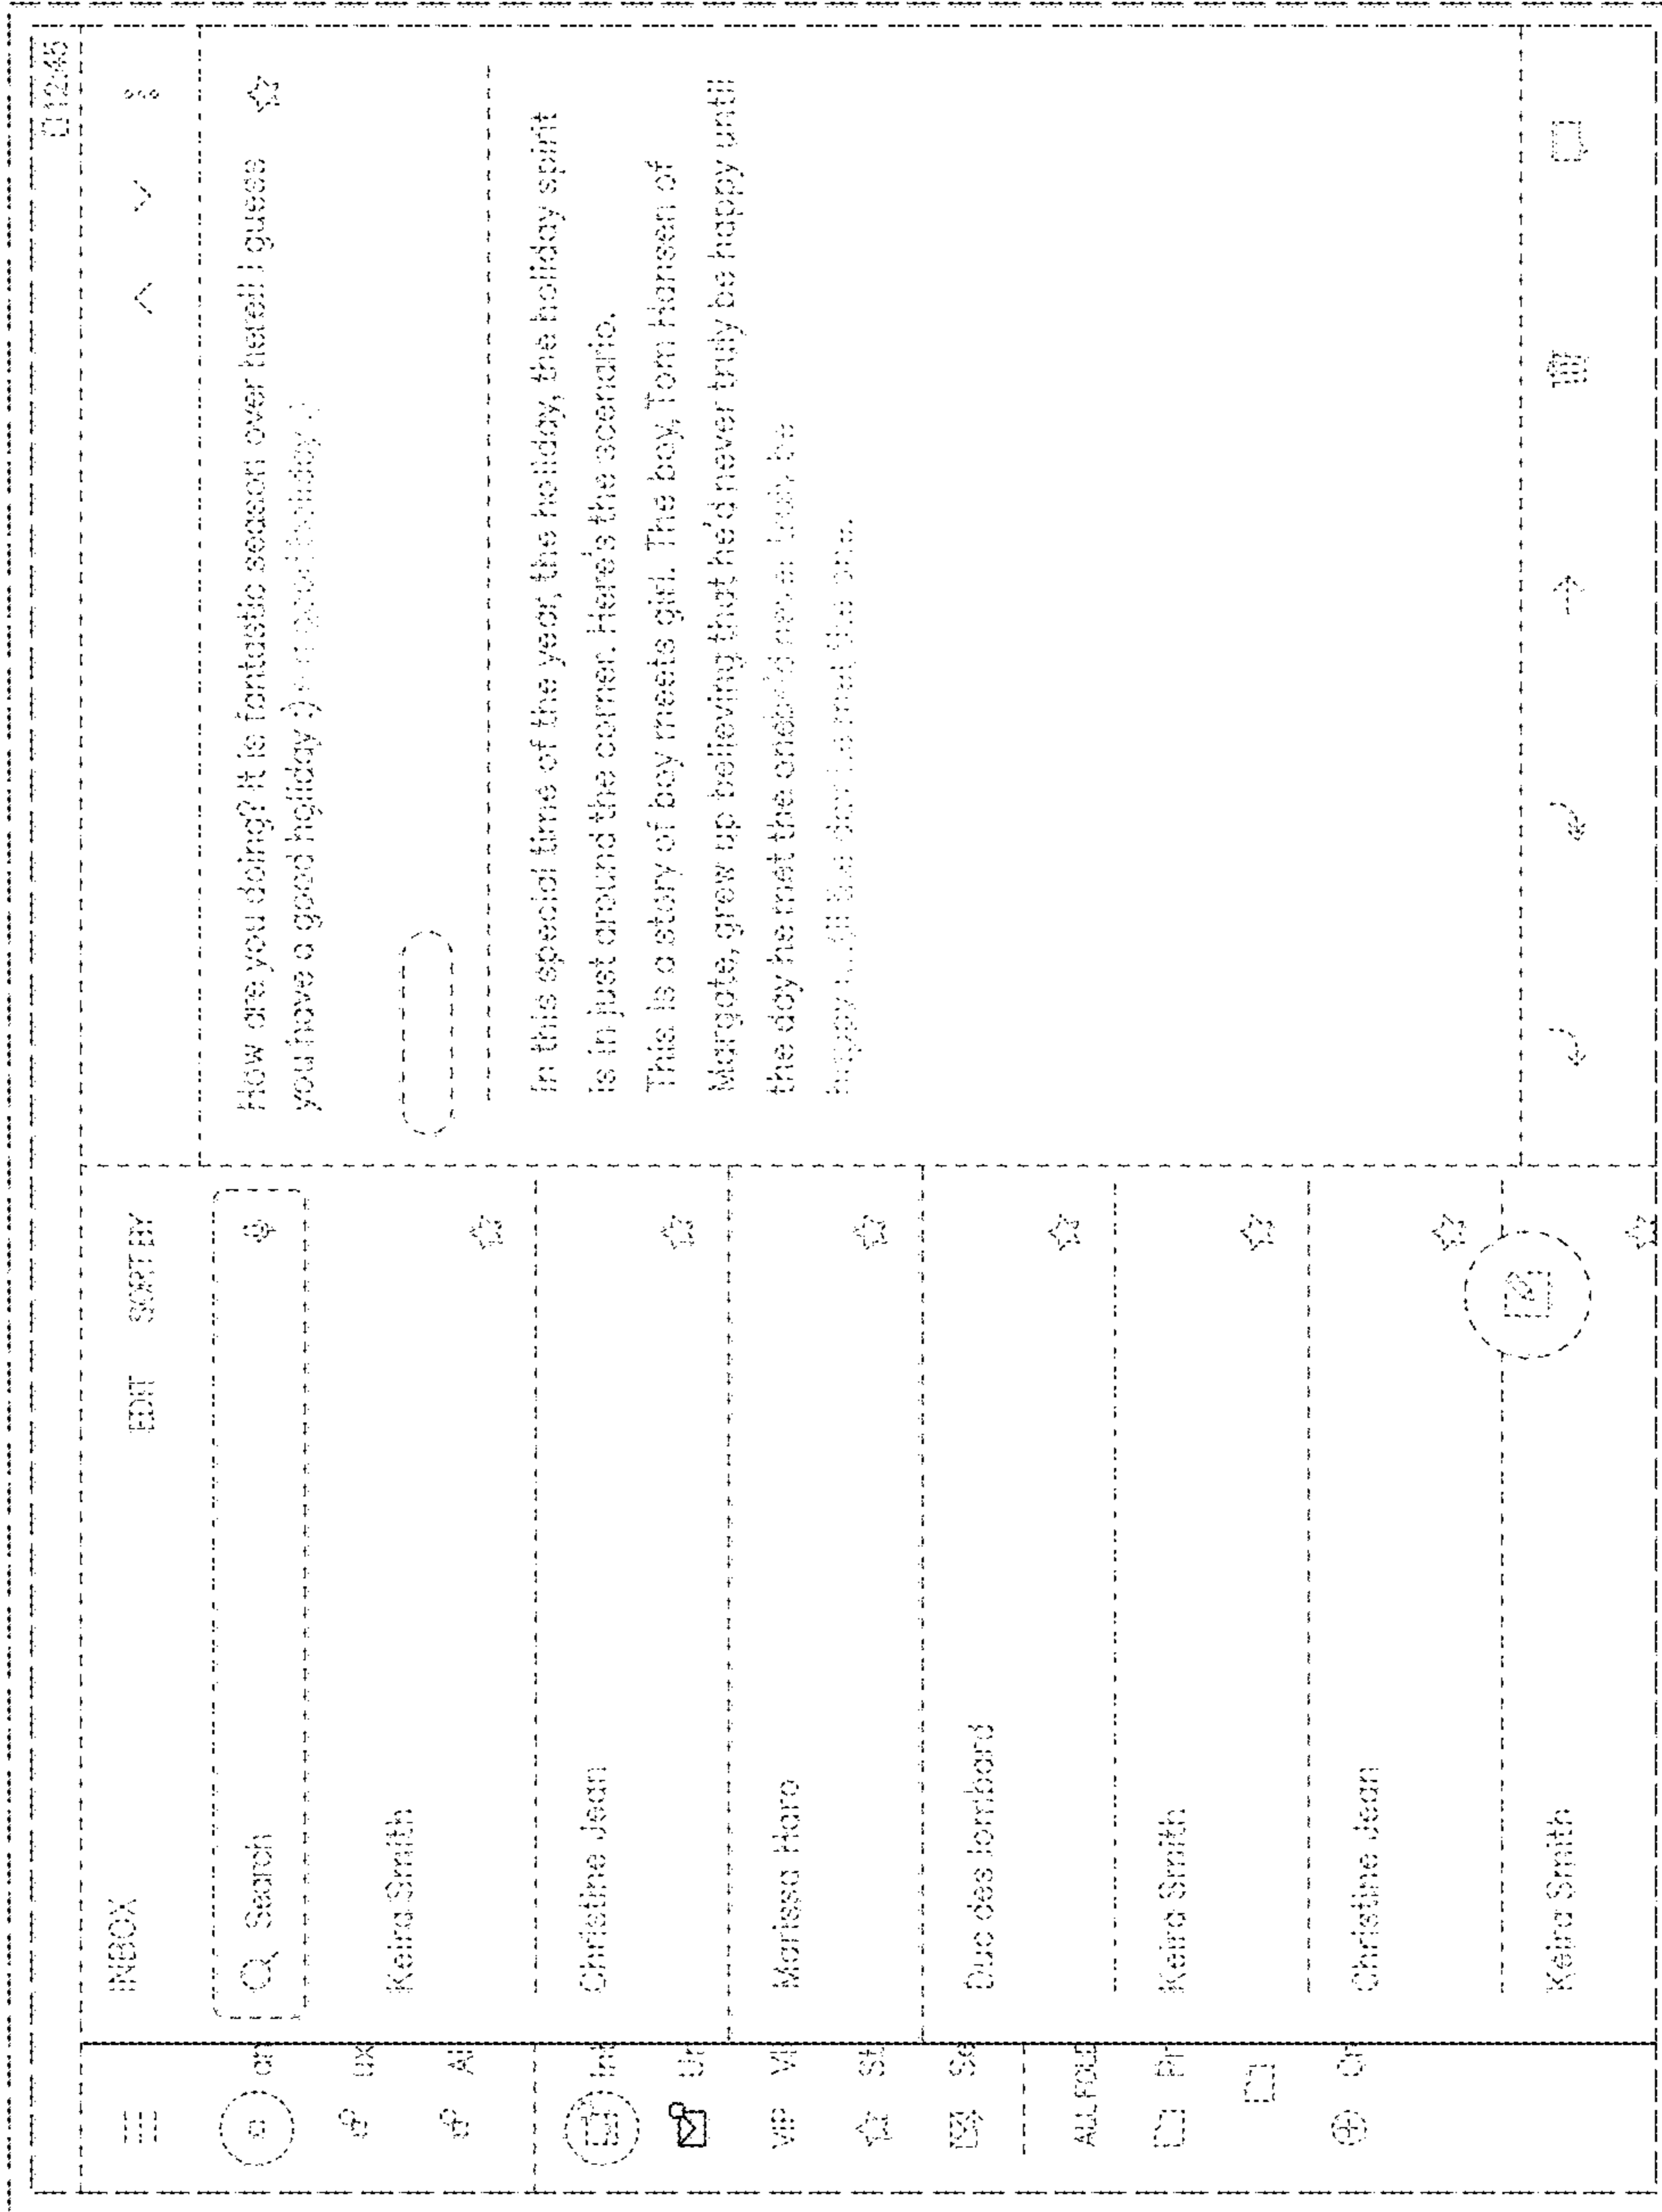 12:45
INBOX
EDIT SORT BY
Search
Keira Smith
Christine Jean
Marissa Haro
Duc des lombard
Keira Smith
Christine Jean
Keira Smith
VIP
ALL FOLD
How are you doing? It is fantastic season over here!! I guess
you have a good holiday :)
In this special time of the year, the holiday, the holiday spirit
is in just around the corner. Here's the scenario.
This is a story of boy meets girl. The boy, Tom Hansen of
Margate, grew up believing that he'd never truly be happy until
the day he met the one